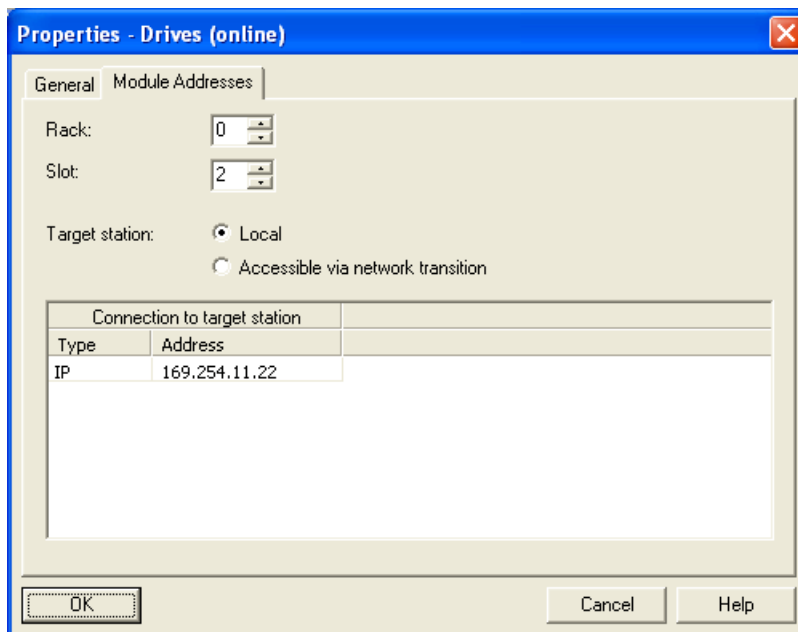 Properties - Drives (online)
General Module Addresses
Rack: 0
Slot: 2
Target station: Local
Accessible via network transition
Connection to target station
Type Address
IP 169.254.11.22
OK Cancel Help